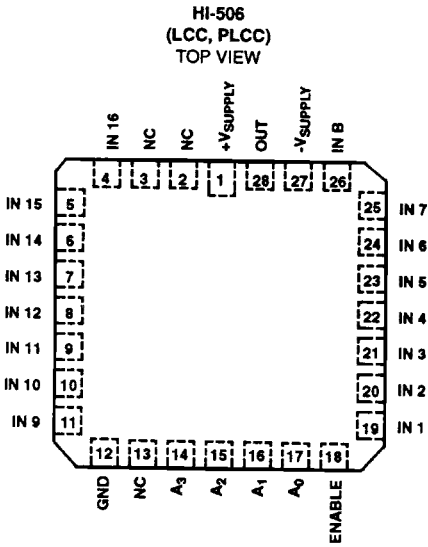 HI-506
(LCC, PLCC)
TOP VIEW
IN 16
NC
NC
+VSUPPLY
OUT
-VSUPPLY
IN B
4
3
2
1
28
27
26
IN 15 5
25 IN 7
IN 14 6
24 IN 6
IN 13 7
23 IN 5
IN 12 8
22 IN 4
IN 11 9
21 IN 3
IN 10 10
20 IN 2
IN 9 11
19 IN 1
12
13
14
15
16
17
18
GND
NC
A3
A2
A1
A0
ENABLE